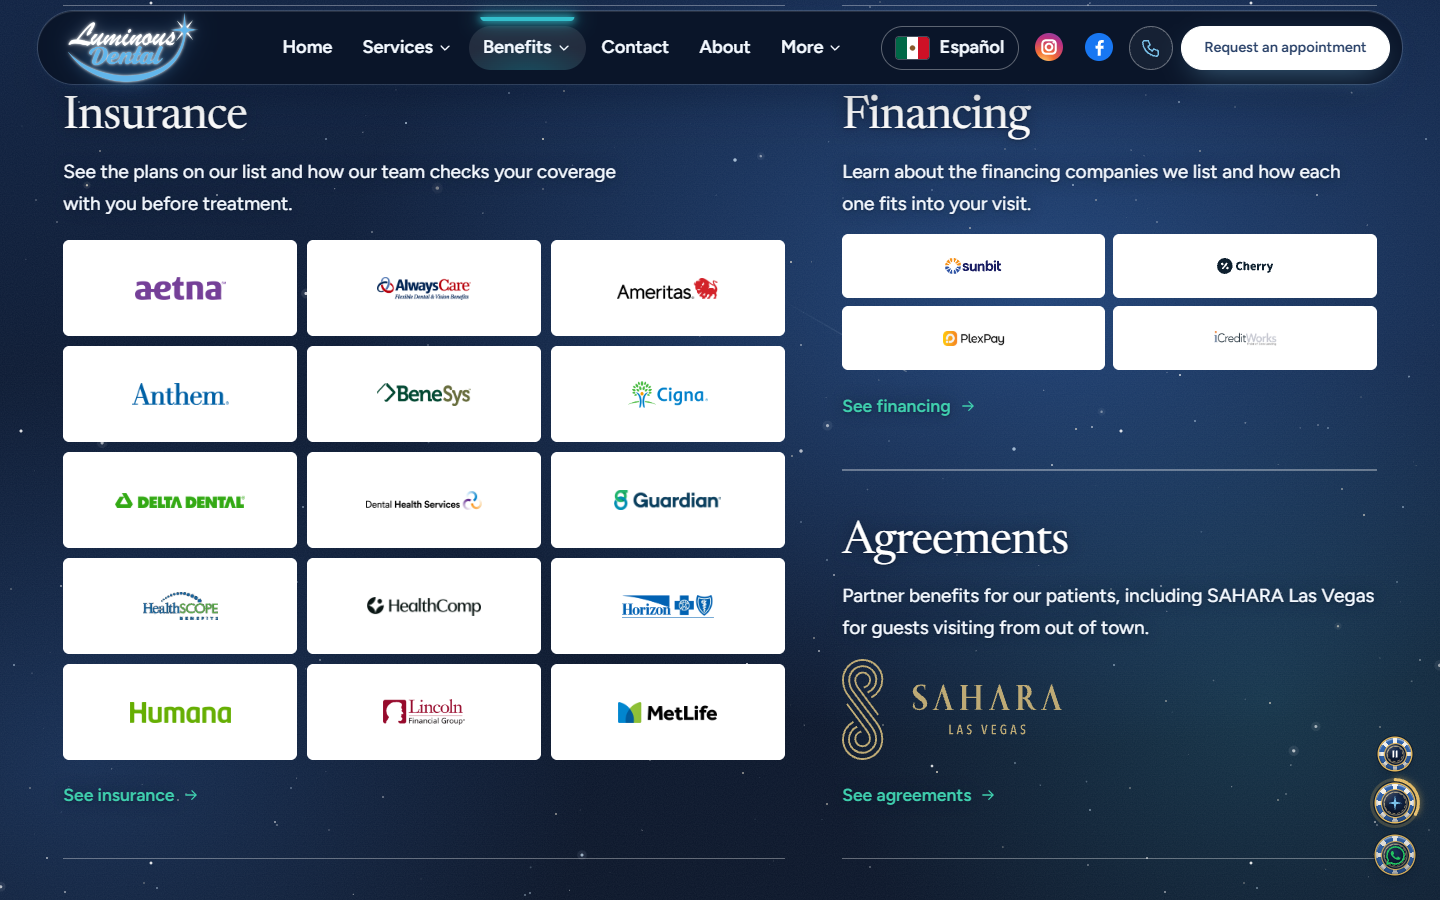 Luminous Dental
Home
Services
Benefits
Contact
About
More
Español
Request an appointment
Insurance
See the plans on our list and how our team checks your coverage
with you before treatment.
aetna
AlwaysCare
Flexible Dental & Vision Benefits
Ameritas
Anthem
BeneSys
Cigna
DELTA DENTAL
Dental Health Services
Guardian
HealthSCOPE
BENEFITS
HealthComp
Horizon
Humana
Lincoln
Financial Group
MetLife
See insurance
Financing
Learn about the financing companies we list and how each
one fits into your visit.
sunbit
Cherry
PlexPay
iCreditWorks
See financing
Agreements
Partner benefits for our patients, including SAHARA Las Vegas
for guests visiting from out of town.
SAHARA
LAS VEGAS
See agreements